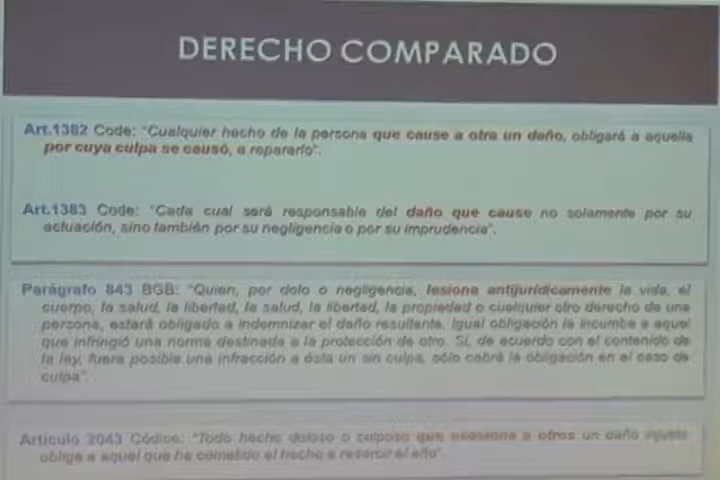 DERECHO COMPARADO
Art.1382 Code: "Cualquier hecho de la persona que cause a otra un daño, obligará a aquella
por cuya culpa se causó, a repararlo".
Art.1383 Code: "Cada cual será responsable del daño que cause no solamente por su
actuación, sino también por su negligencia o por su imprudencia".
Parágrafo 843 BGB: "Quien, por dolo o negligencia, lesiona antijurídicamente la vida, el
cuerpo, la salud, la libertad, la salud, la libertad, la propiedad o cualquier otro derecho de una
persona, estará obligado a indemnizar el daño resultante. Igual obligación le incumbe a aquel
que infringió una norma destinada a la protección de otro. Si, de acuerdo con el contenido de
la ley, fuera posible una infracción a ésta un sin culpa, sólo cabrá la obligación en el caso de
culpa".
Artículo 2043 Códice: "Todo hecho doloso o culposo que ocasiona a otros un daño injusto
obliga a aquel que ha cometido el hecho a resarcir el año".